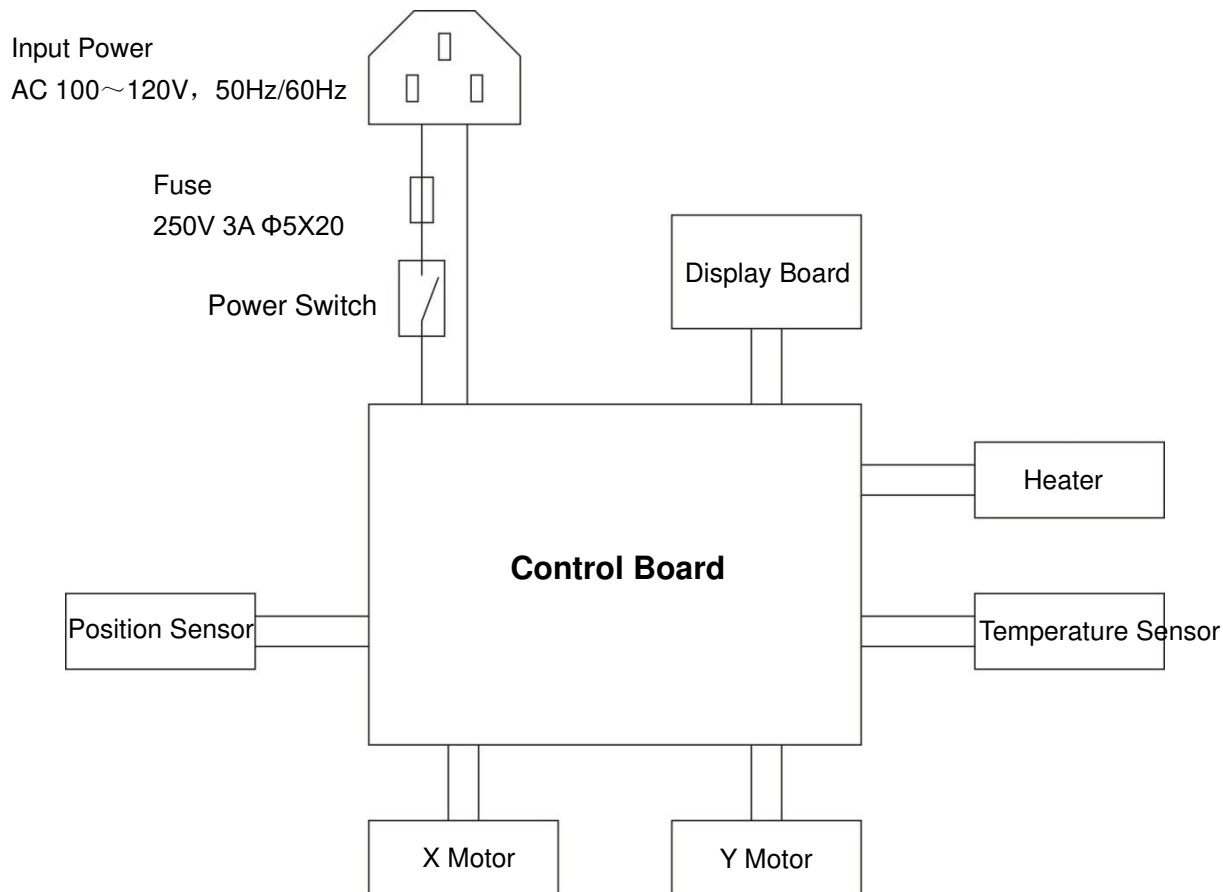 Input Power
AC 100～120V，50Hz/60Hz
Fuse
250V 3A Φ5X20
Power Switch
Display Board
Heater
Control Board
Position Sensor
Temperature Sensor
X Motor
Y Motor